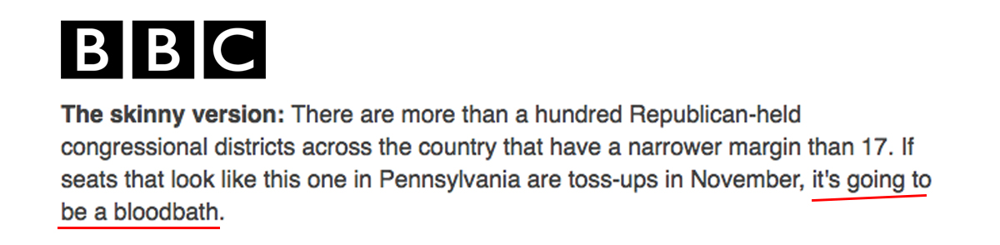 BBC
The skinny version: There are more than a hundred Republican-held
congressional districts across the country that have a narrower margin than 17. If
seats that look like this one in Pennsylvania are toss-ups in November, it's going to
be a bloodbath.